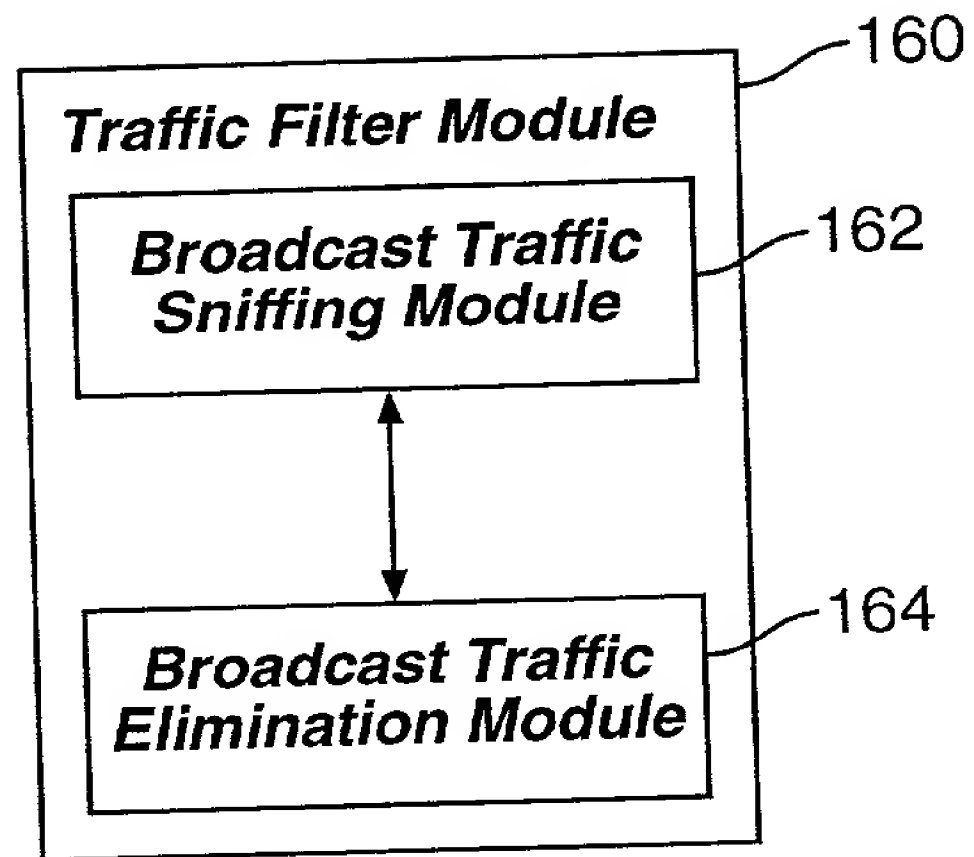 160
Traffic Filter Module
162
Broadcast Traffic
Sniffing Module
164
Broadcast Traffic
Elimination Module